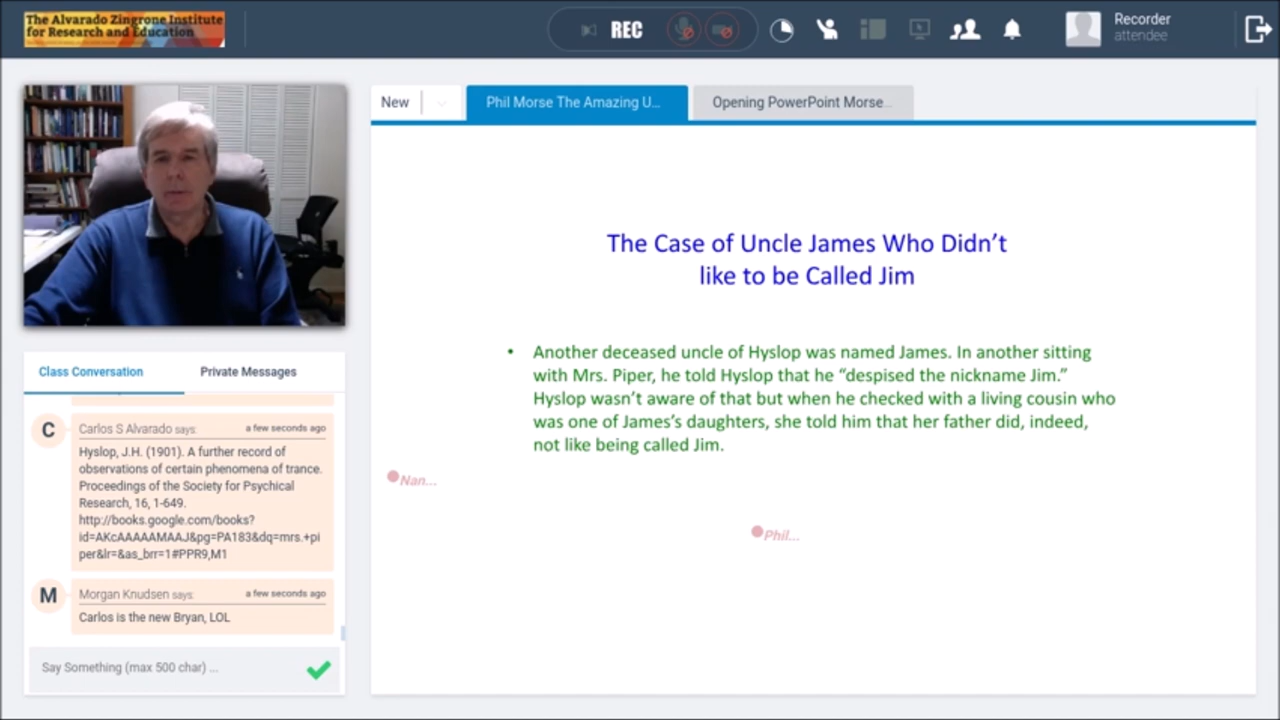 The Alvarado Zingrone Institute
for Research and Education
REC
Recorder
attendee
New
Phil Morse The Amazing U...
Opening PowerPoint Morse...
The Case of Uncle James Who Didn’t
like to be Called Jim
• Another deceased uncle of Hyslop was named James. In another sitting
with Mrs. Piper, he told Hyslop that he “despised the nickname Jim.”
Hyslop wasn’t aware of that but when he checked with a living cousin who
was one of James’s daughters, she told him that her father did, indeed,
not like being called Jim.
Nan...
Phil...
Class Conversation
Private Messages
C
Carlos S Alvarado says:
a few seconds ago
Hyslop, J.H. (1901). A further record of
observations of certain phenomena of trance.
Proceedings of the Society for Psychical
Research, 16, 1-649.
http://books.google.com/books?
id=AKcAAAAAMAAJ&pg=PA183&dq=mrs.+pi
per&lr=&as_brr=1#PPR9,M1
M
Morgan Knudsen says:
a few seconds ago
Carlos is the new Bryan, LOL
Say Something (max 500 char) ...